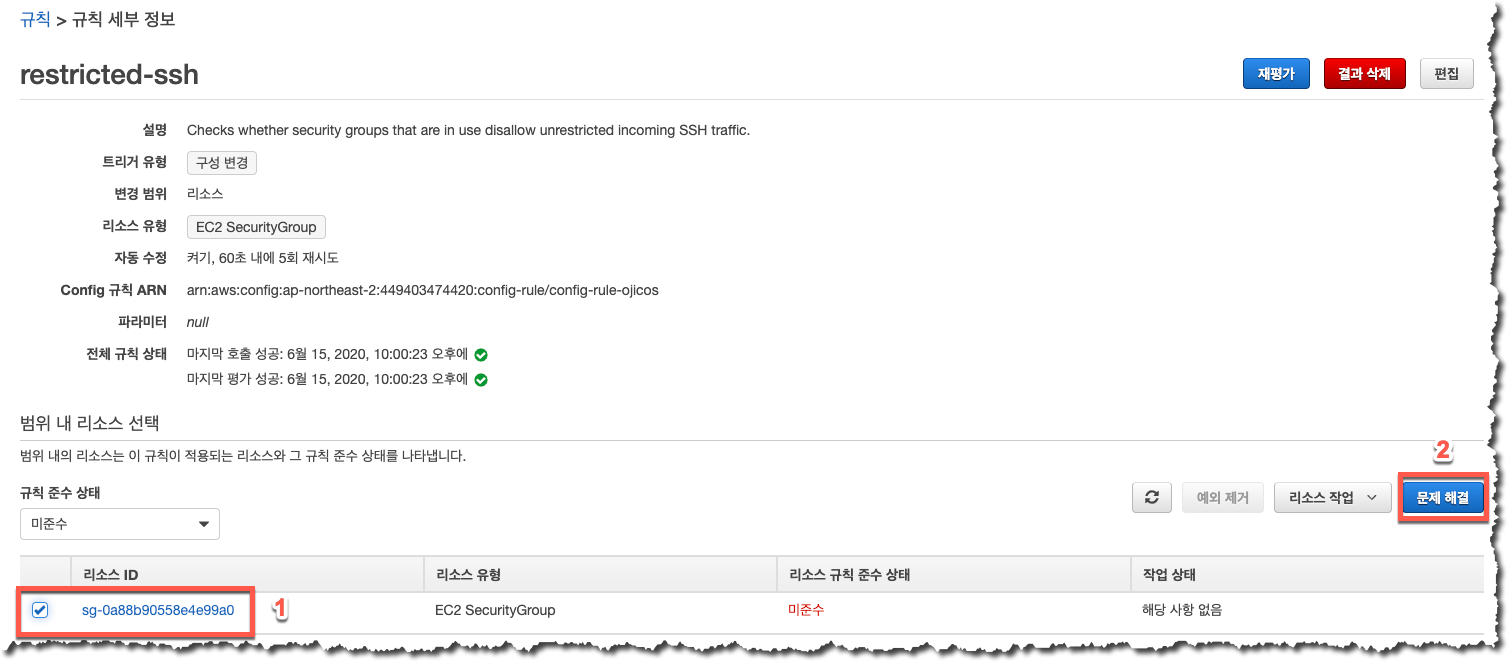 규칙 > 규칙 세부 정보
restricted-ssh
재평가
결과 삭제
편집
설명 Checks whether security groups that are in use disallow unrestricted incoming SSH traffic.
트리거 유형 구성 변경
변경 범위 리소스
리소스 유형 EC2 SecurityGroup
자동 수정 켜기, 60초 내에 5회 재시도
Config 규칙 ARN arn:aws:config:ap-northeast-2:449403474420:config-rule/config-rule-ojicos
파라미터 null
전체 규칙 상태 마지막 호출 성공: 6월 15, 2020, 10:00:23 오후에
마지막 평가 성공: 6월 15, 2020, 10:00:23 오후에
범위 내 리소스 선택
범위 내의 리소스는 이 규칙이 적용되는 리소스와 그 규칙 준수 상태를 나타냅니다.
2
규칙 준수 상태
예외 제거
리소스 작업
문제 해결
미준수
리소스 ID 리소스 유형 리소스 규칙 준수 상태 작업 상태
sg-0a88b90558e4e99a0 1 EC2 SecurityGroup 미준수 해당 사항 없음